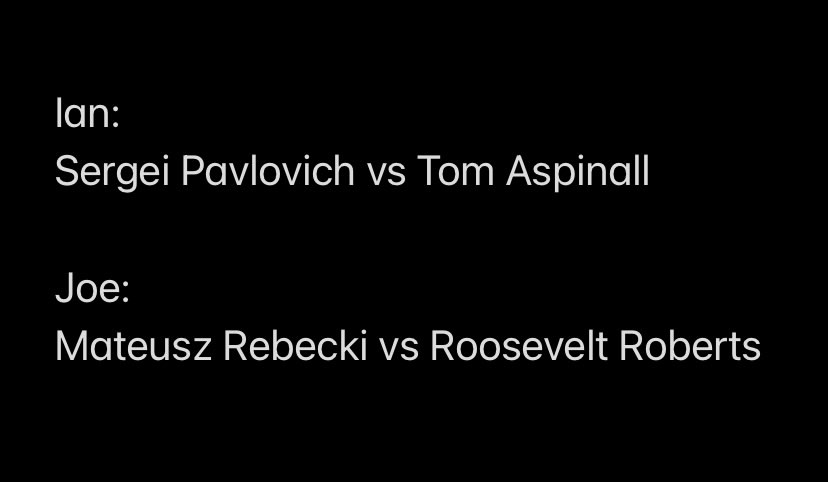 Ian:
Sergei Pavlovich vs Tom Aspinall
Joe:
Mateusz Rebecki vs Roosevelt Roberts